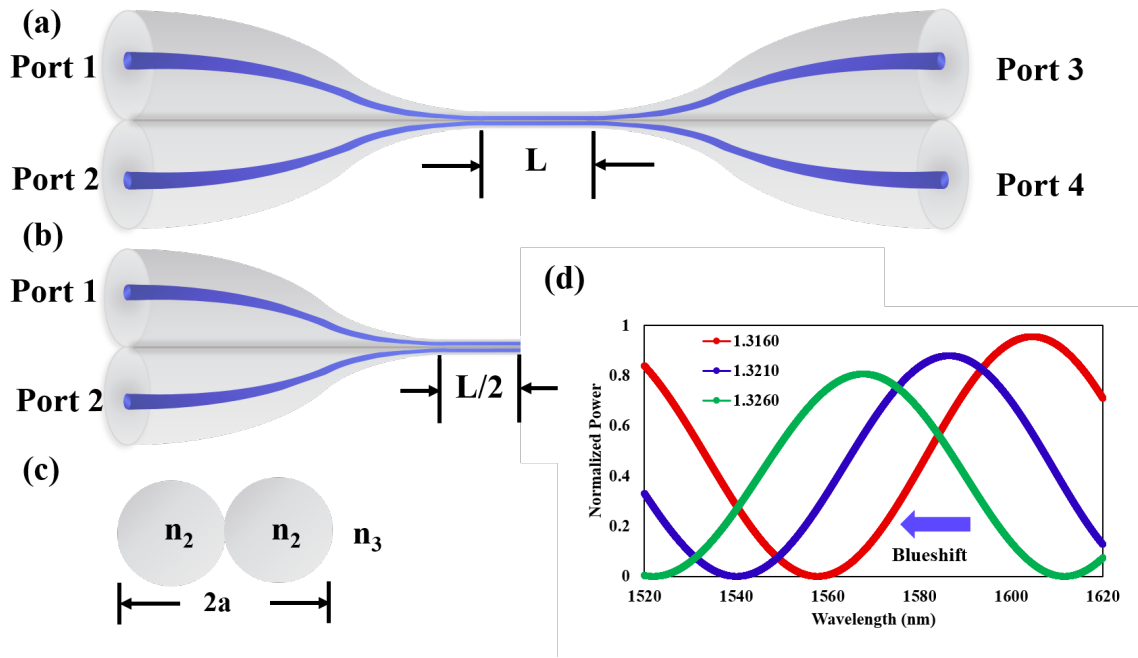 (a)
Port 1
Port 3
Port 2
L
Port 4
(b)
Port 1
Port 2
L/2
(c)
n2
n2
n3
2a
(d)
Normalized Power
1
0.8
0.6
0.4
0.2
0
1.3160
1.3210
1.3260
Blueshift
1520
1540
1560
1580
1600
1620
Wavelength (nm)